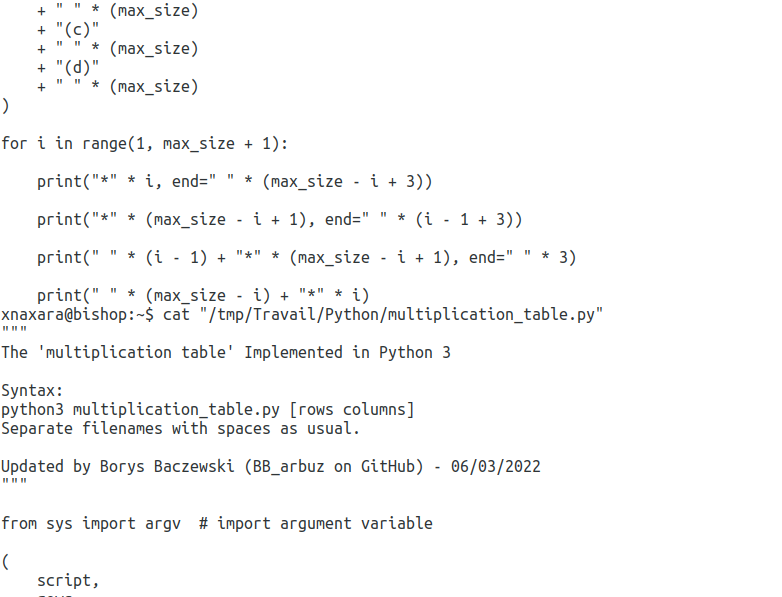 + " " * (max_size)
    + "(c)"
    + " " * (max_size)
    + "(d)"
    + " " * (max_size)
)

for i in range(1, max_size + 1):

    print("*" * i, end=" " * (max_size - i + 3))

    print("*" * (max_size - i + 1), end=" " * (i - 1 + 3))

    print(" " * (i - 1) + "*" * (max_size - i + 1), end=" " * 3)

    print(" " * (max_size - i) + "*" * i)
xnaxara@bishop:~$ cat "/tmp/Travail/Python/multiplication_table.py"
"""
The 'multiplication table' Implemented in Python 3

Syntax:
python3 multiplication_table.py [rows columns]
Separate filenames with spaces as usual.

Updated by Borys Baczewski (BB_arbuz on GitHub) - 06/03/2022
"""

from sys import argv  # import argument variable

(
    script,